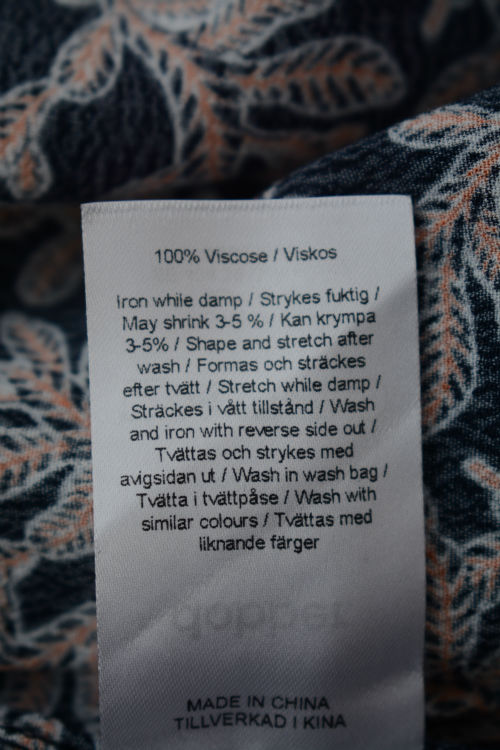 100% Viscose / Viskos
Iron while damp / Strykes fuktig /
May shrink 3-5 % / Kan krympa
3-5% / Shape and stretch after
wash / Formas och sträckes
efter tvätt / Stretch while damp /
Sträckes i vått tillstånd / Wash
and iron with reverse side out /
Tvättas och strykes med
avigsidan ut / Wash in wash bag /
Tvätta i tvättpåse / Wash with
similar colours / Tvättas med
liknande färger
MADE IN CHINA
TILLVERKAD I KINA